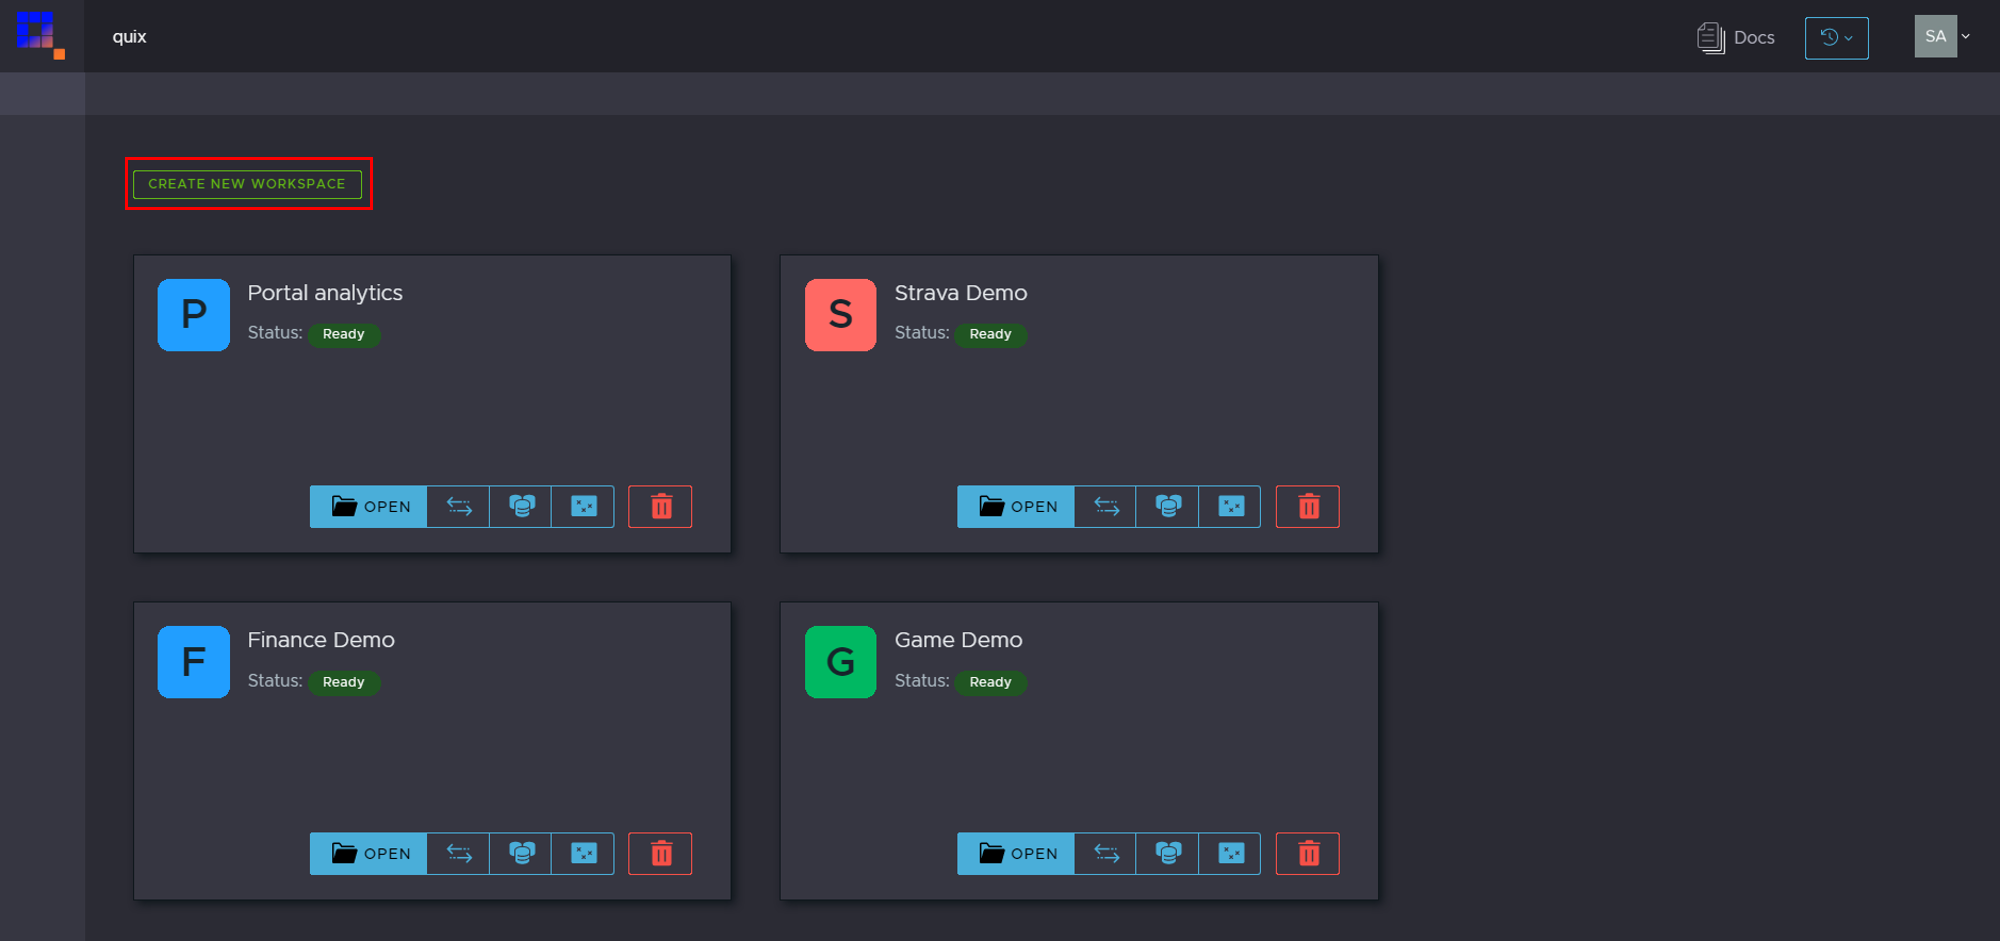 quix
Docs
SA
CREATE NEW WORKSPACE
P
Portal analytics
Status: Ready
OPEN
S
Strava Demo
Status: Ready
OPEN
F
Finance Demo
Status: Ready
OPEN
G
Game Demo
Status: Ready
OPEN